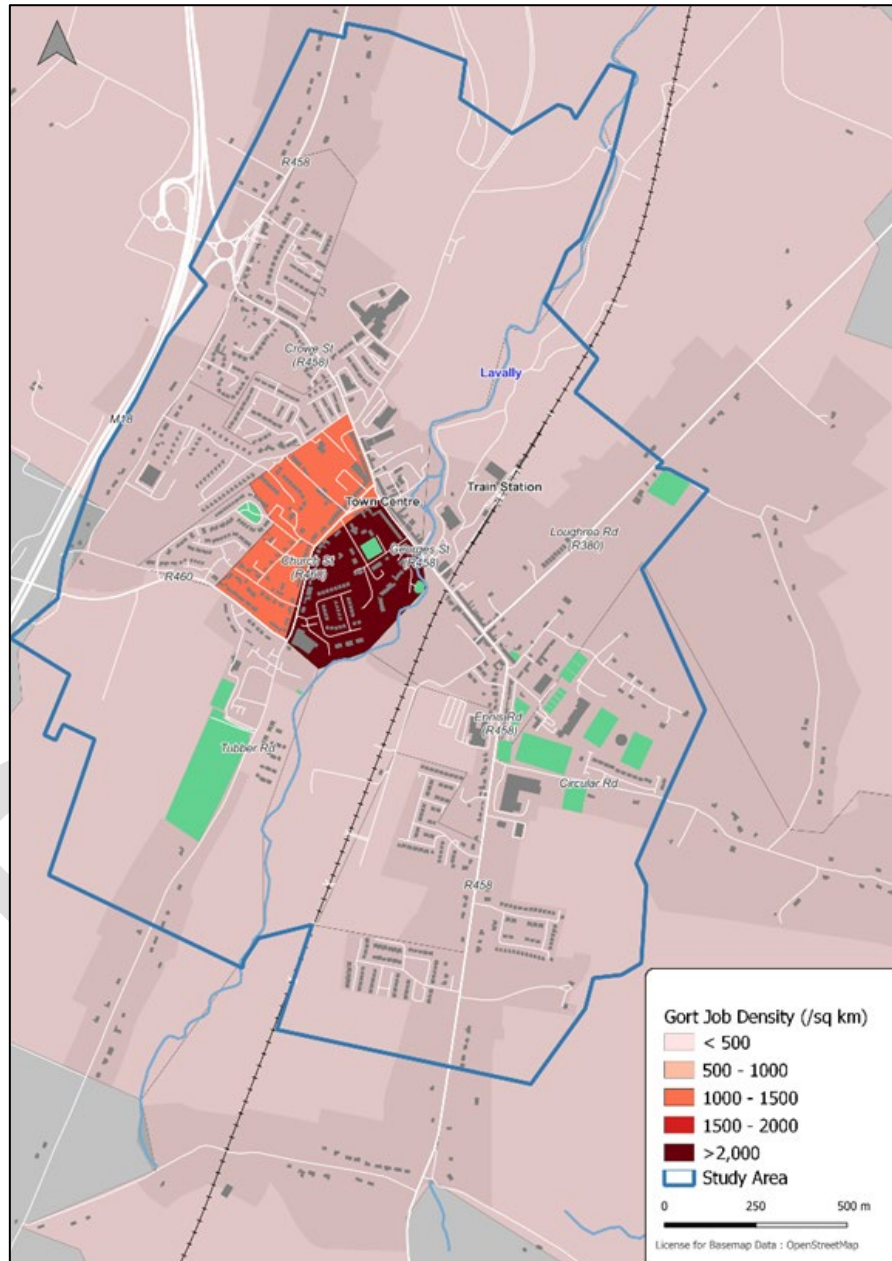 R458
Crowe St
(R458)
Lavally
M18
Town Centre
Train Station
Georges St
(R458)
Loughrea Rd
(R380)
Church St
(R460)
R460
Ennis Rd
(R458)
Tubber Rd
Circular Rd
R458
Gort Job Density (/sq km)
< 500
500 - 1000
1000 - 1500
1500 - 2000
>2,000
Study Area
0 250 500 m
License for Basemap Data : OpenStreetMap